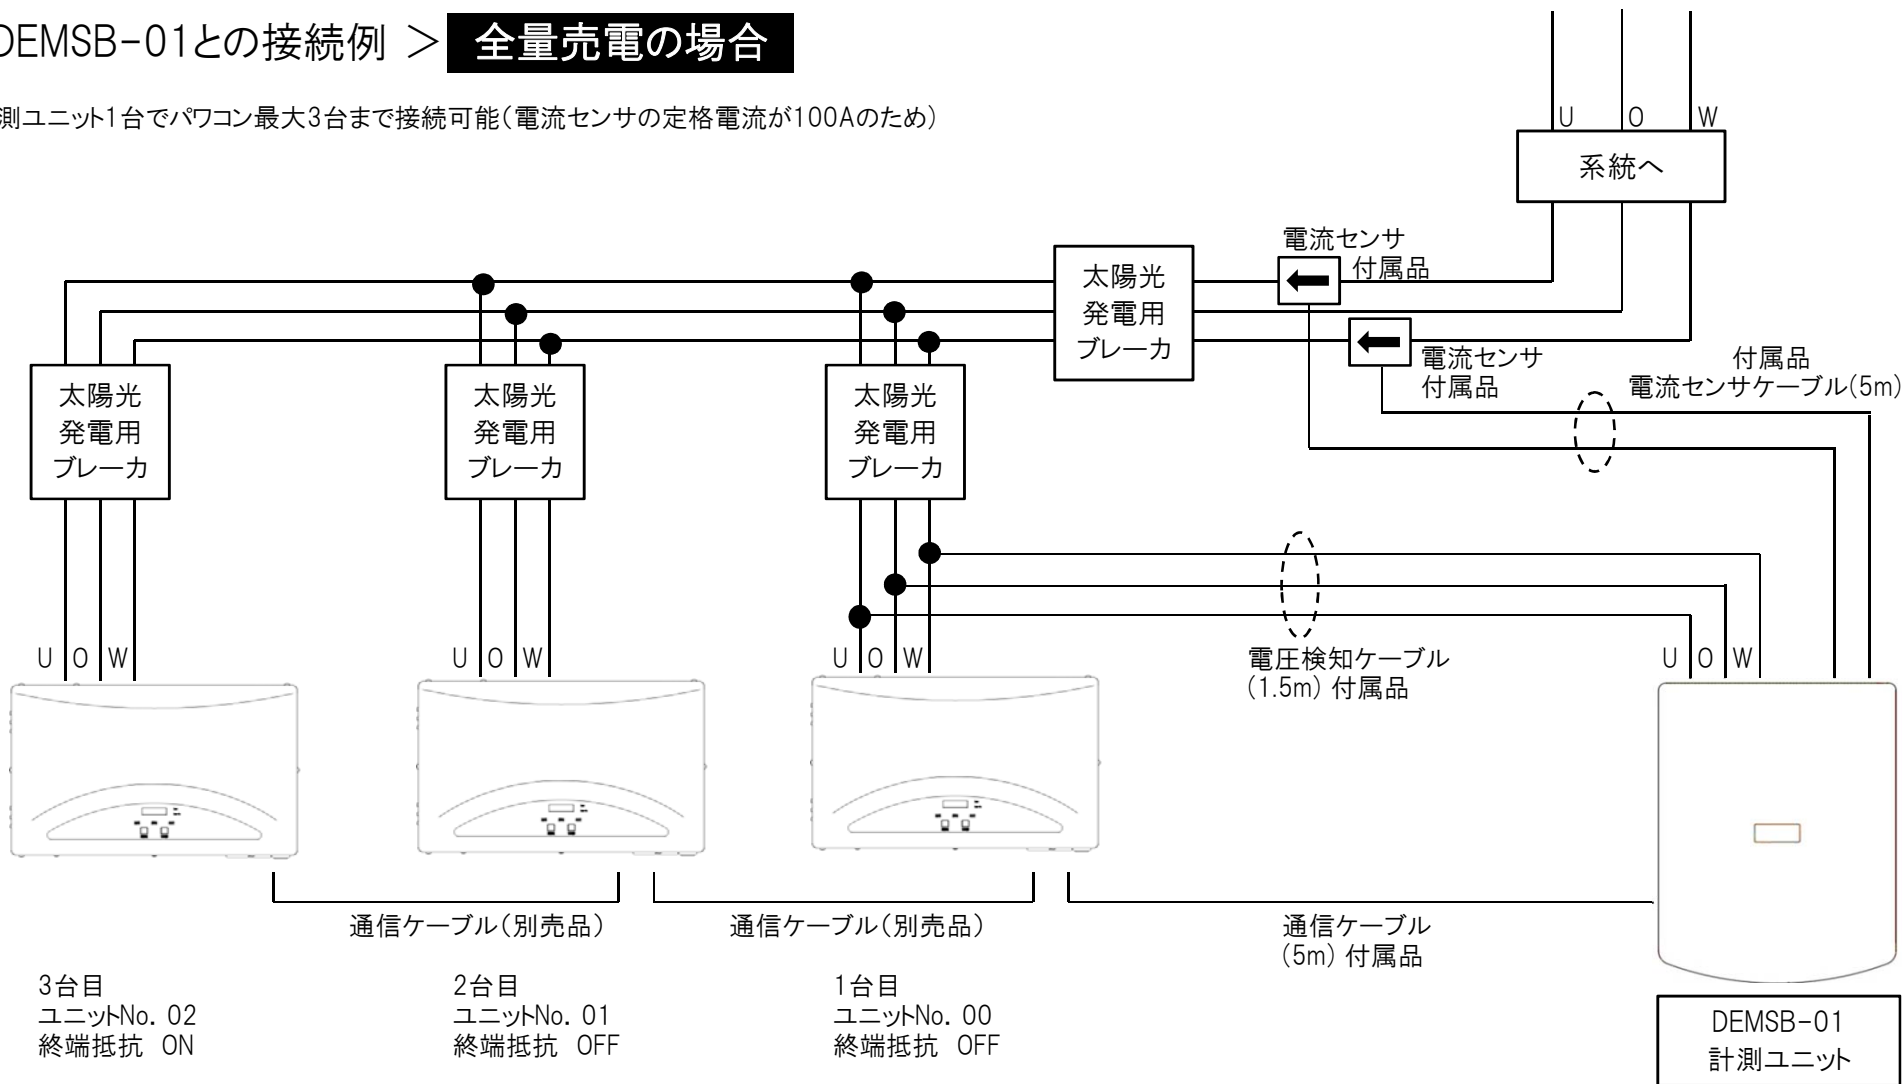 DEMSB-01との接続例 ＞ 全量売電の場合
測ユニット1台でパワコン最大3台まで接続可能（電流センサの定格電流が100Aのため）
U O W
系統へ
電流センサ
付属品
太陽光
発電用
ブレーカ
電流センサ
付属品
付属品
電流センサケーブル（5m）
太陽光
発電用
ブレーカ
太陽光
発電用
ブレーカ
太陽光
発電用
ブレーカ
U O W
U O W
U O W
電圧検知ケーブル
（1.5m） 付属品
U O W
通信ケーブル（別売品）
通信ケーブル（別売品）
通信ケーブル
（5m） 付属品
3台目
ユニットNo. 02
終端抵抗 ON
2台目
ユニットNo. 01
終端抵抗 OFF
1台目
ユニットNo. 00
終端抵抗 OFF
DEMSB-01
計測ユニット